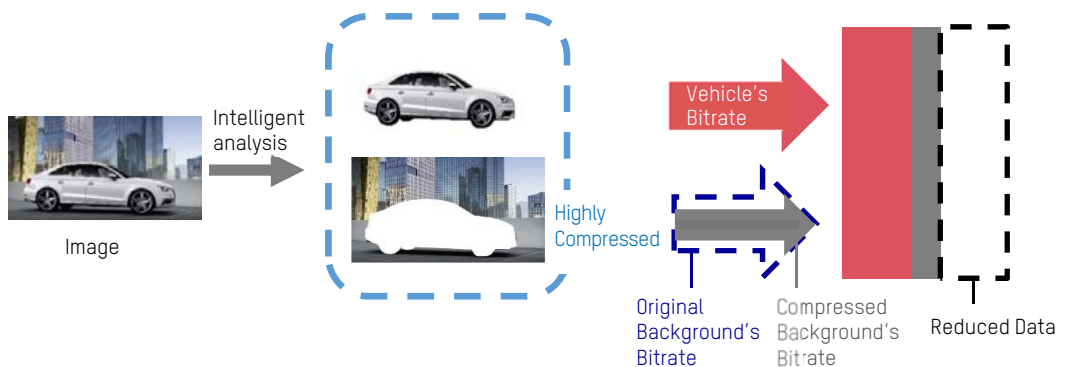 Intelligent
analysis
Image
Highly
Compressed
Vehicle's
Bitrate
Original
Background's
Bitrate
Compressed
Background's
Bitrate
Reduced Data